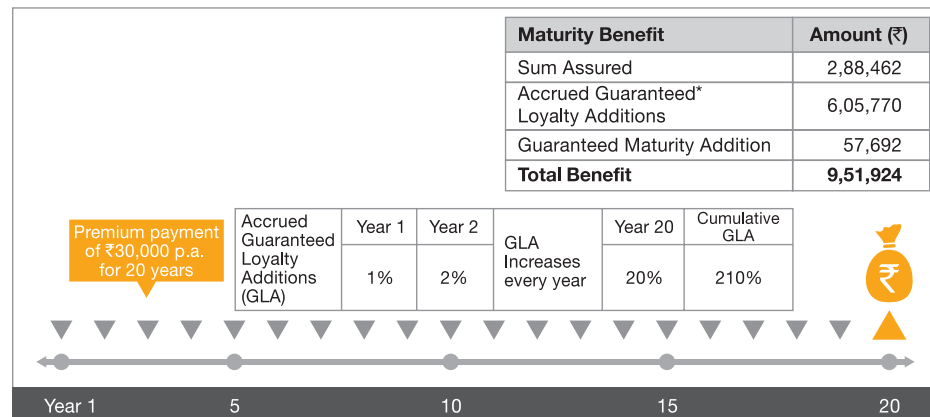 Maturity Benefit Amount (₹)
Sum Assured 2,88,462
Accrued Guaranteed*
Loyalty Additions 6,05,770
Guaranteed Maturity Addition 57,692
Total Benefit 9,51,924
Premium payment
of ₹30,000 p.a.
for 20 years
Accrued
Guaranteed
Loyalty
Additions
(GLA)
Year 1 Year 2
1% 2%
GLA
Increases
every year
Year 20
20%
Cumulative
GLA
210%
₹
Year 1 5 10 15 20